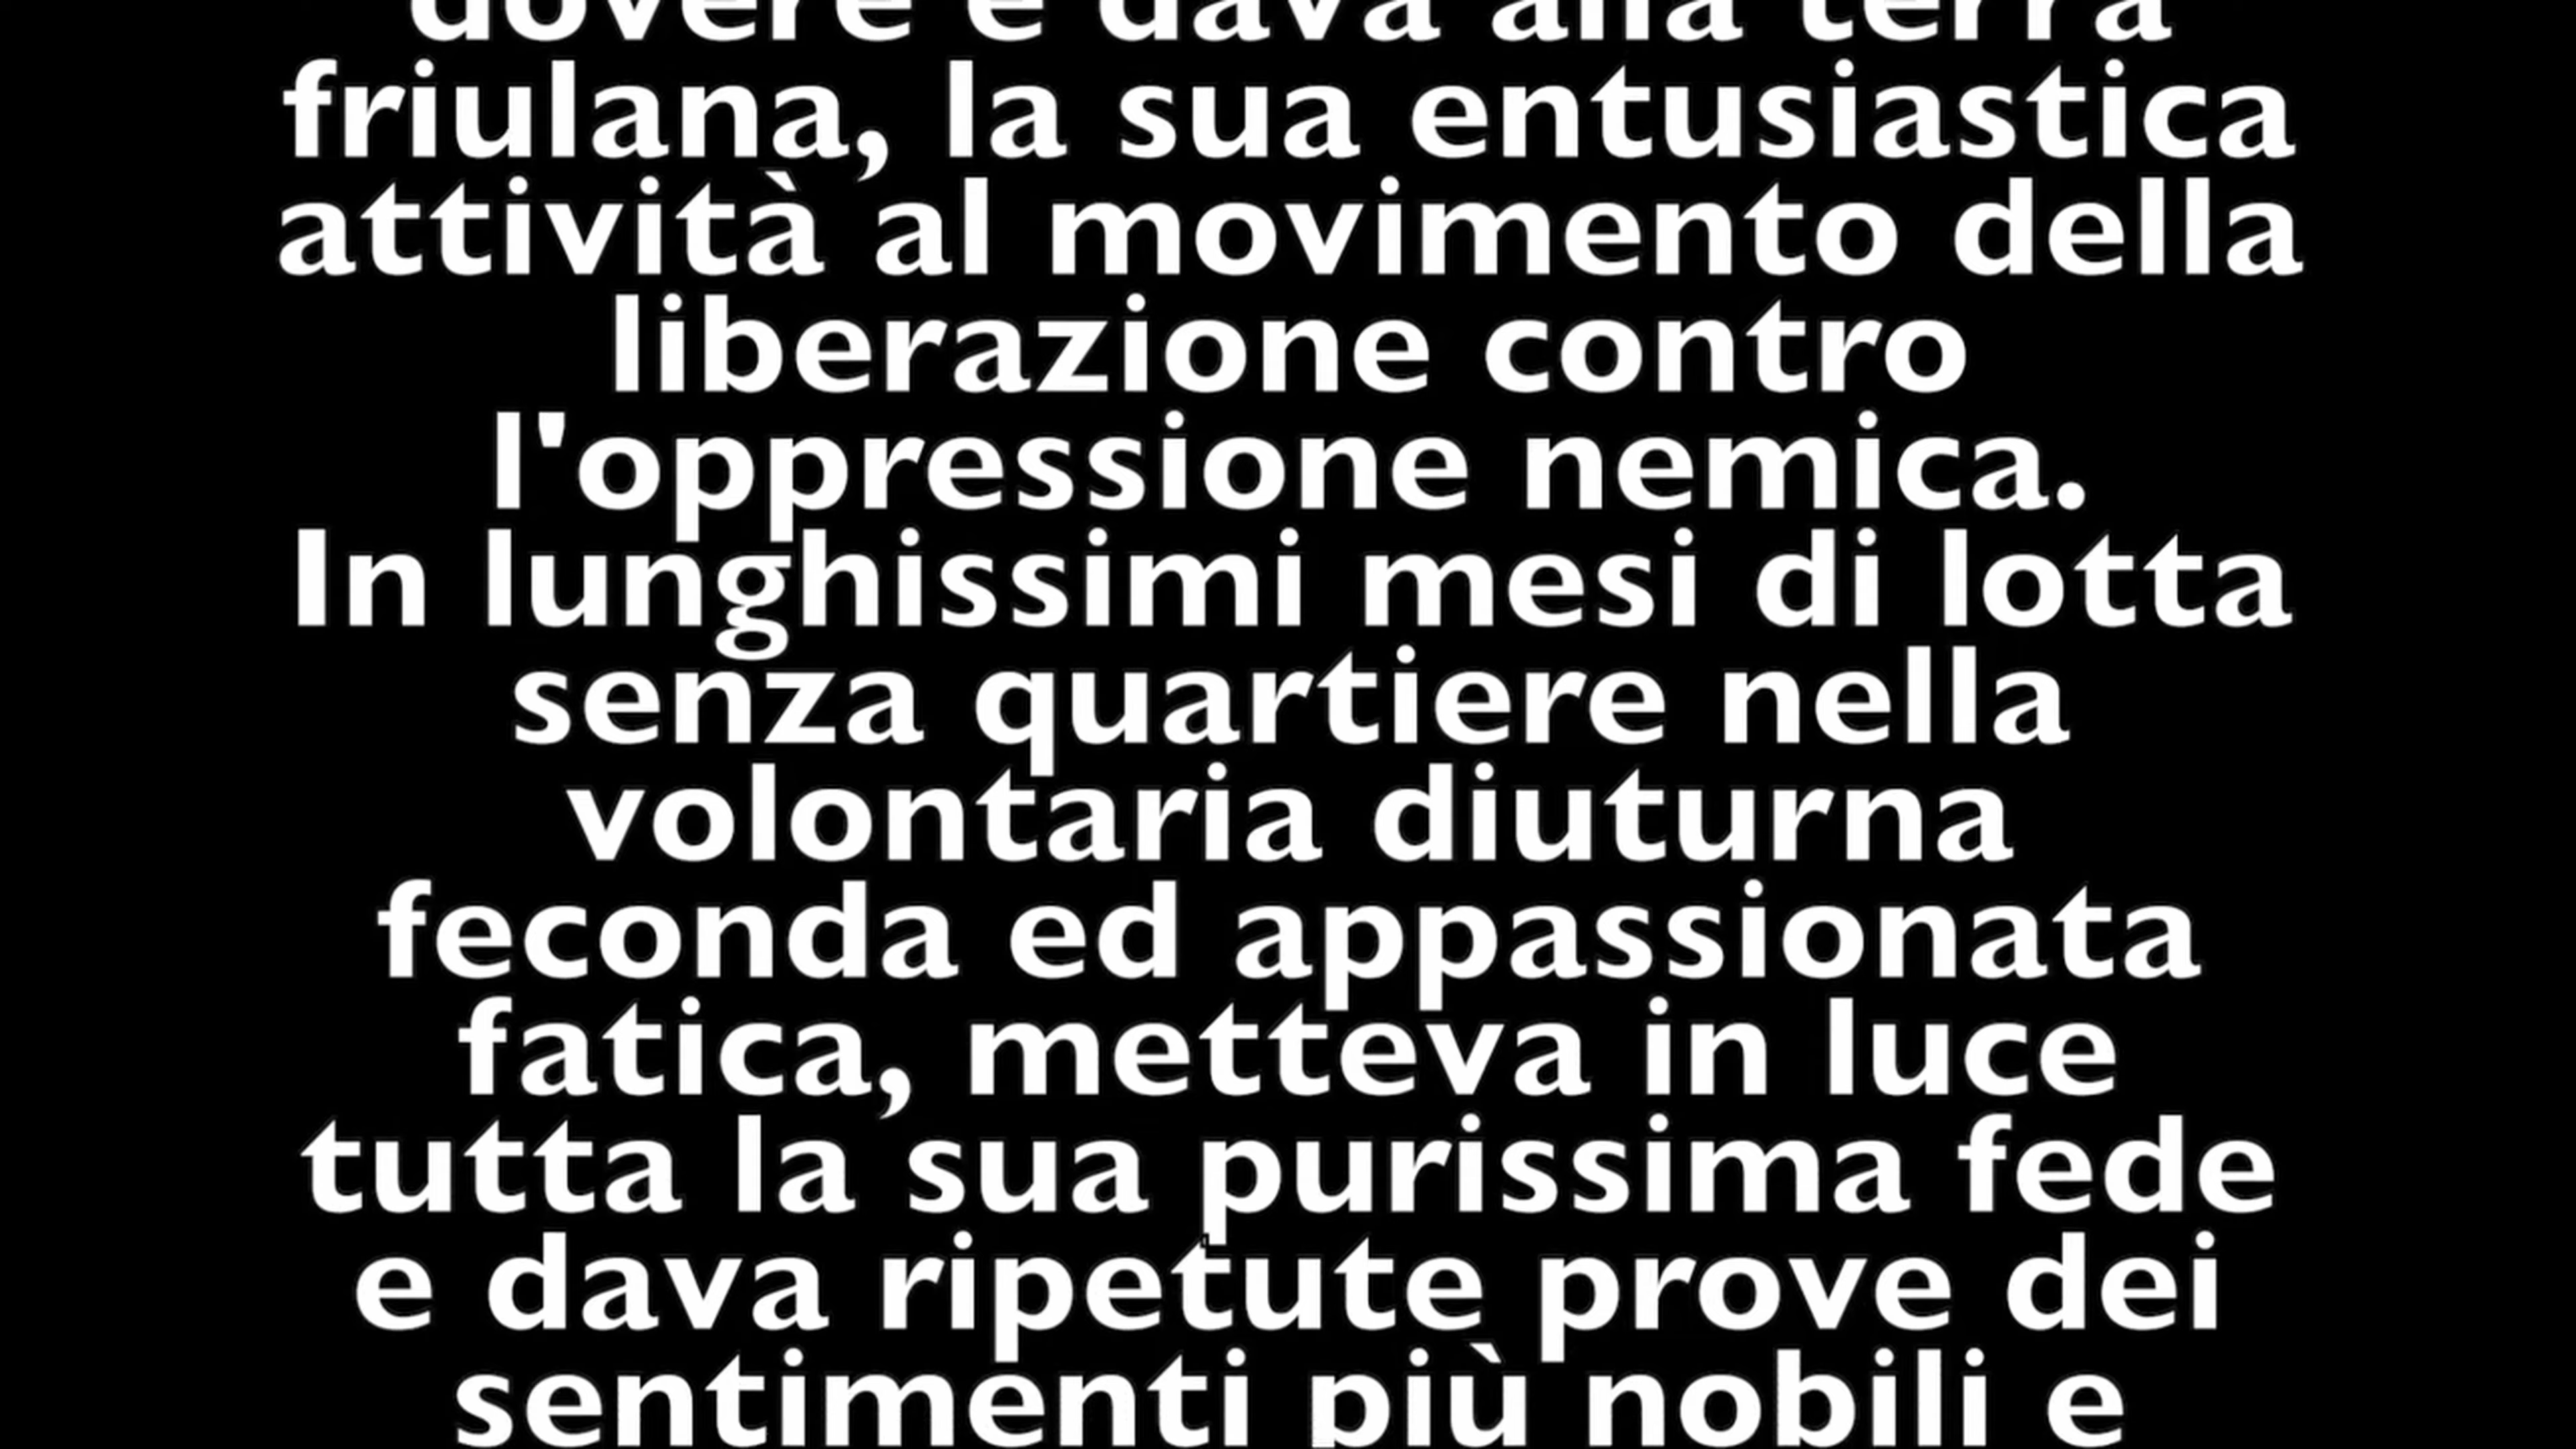 dovere e dava alla terra
friulana, la sua entusiastica
attività al movimento della
liberazione contro
l'oppressione nemica.
In lunghissimi mesi di lotta
senza quartiere nella
volontaria diuturna
feconda ed appassionata
fatica, metteva in luce
tutta la sua purissima fede
e dava ripetute prove dei
sentimenti più nobili e